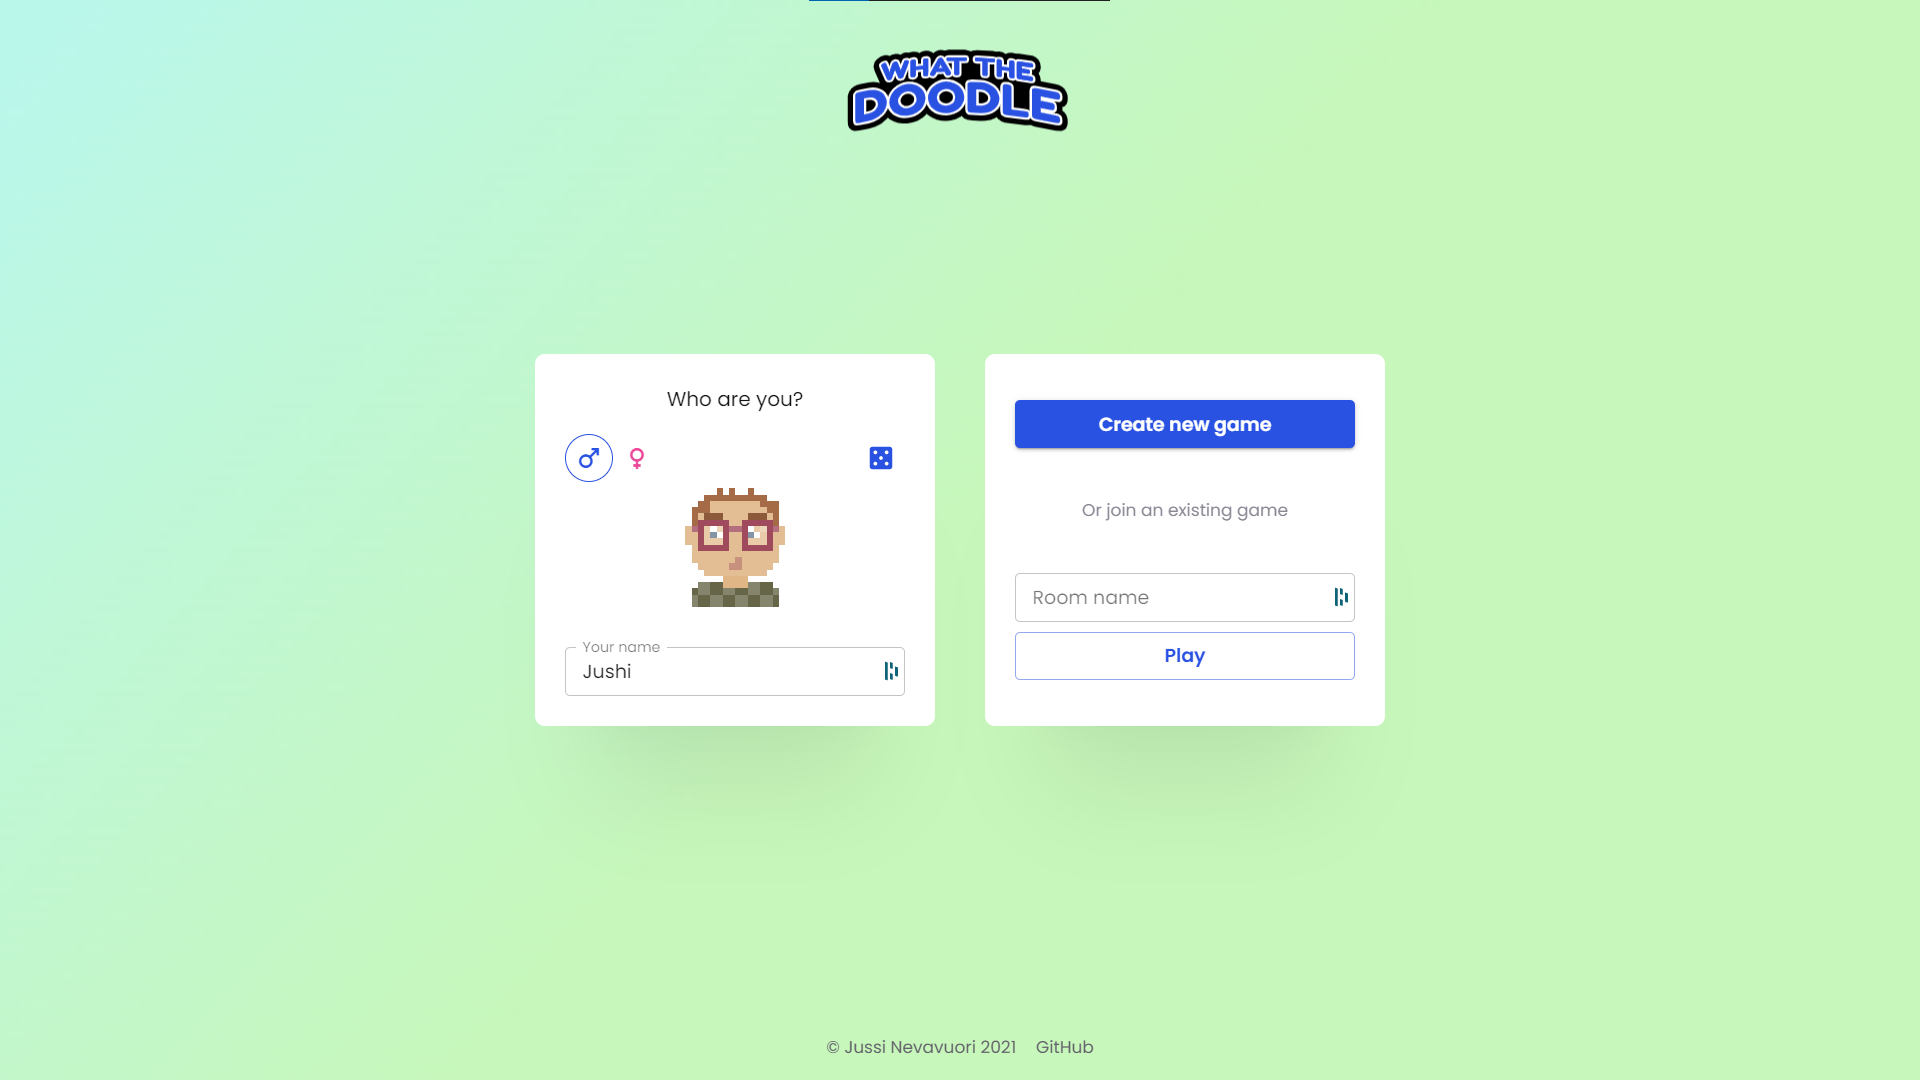 WHAT THE
DOODLE
Who are you?
Your name
Jushi
Create new game
Or join an existing game
Room name
Play
© Jussi Nevavuori 2021 GitHub